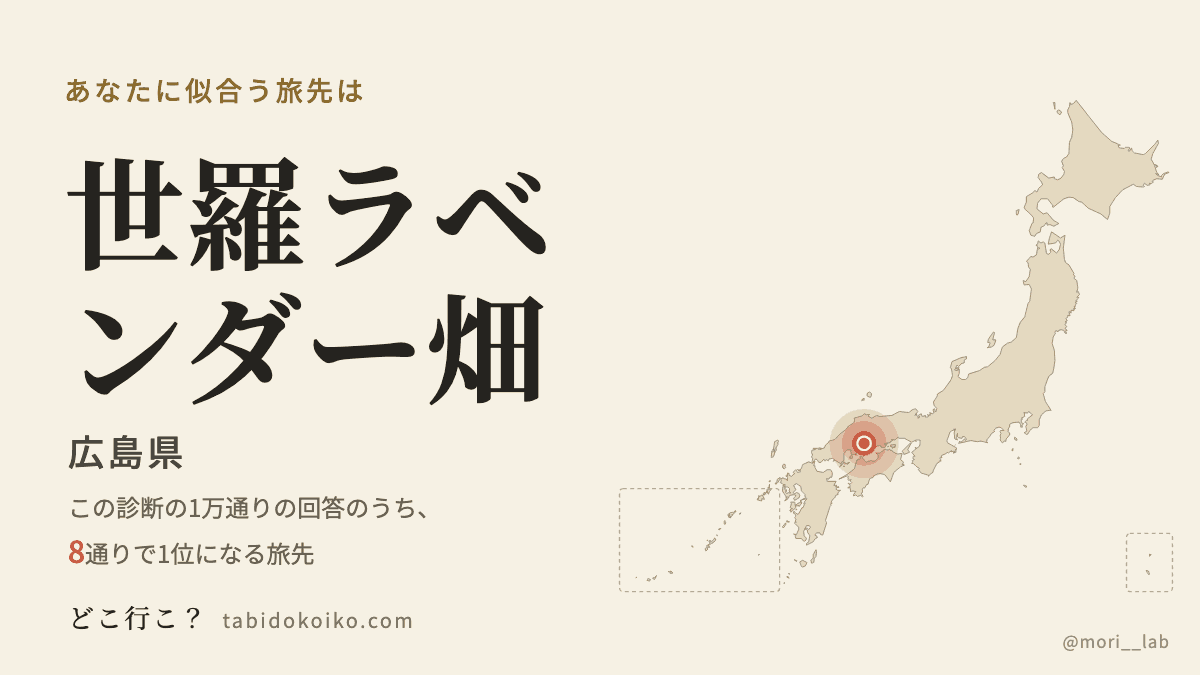 あなたに似合う旅先は
世羅ラベ
ンダー畑
広島県
この診断の1万通りの回答のうち、
8通りで1位になる旅先
どこ行こ？ tabidokoiko.com
@mori__lab